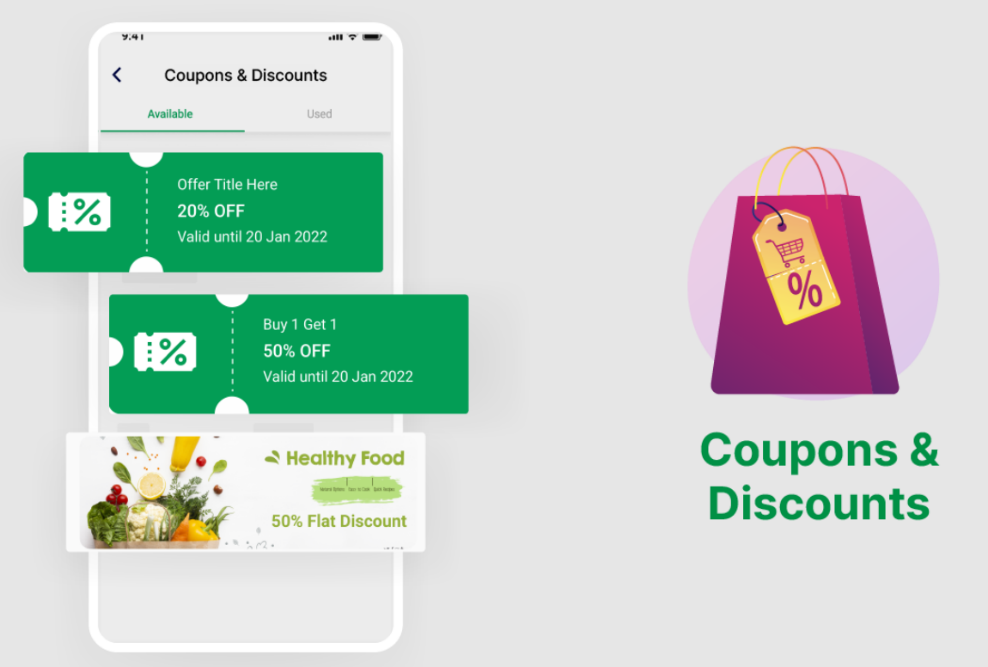 9:41
Coupons & Discounts
Available
Used
Offer Title Here
20% OFF
Valid until 20 Jan 2022
Buy 1 Get 1
50% OFF
Valid until 20 Jan 2022
Healthy Food
50% Flat Discount
%
Coupons &
Discounts